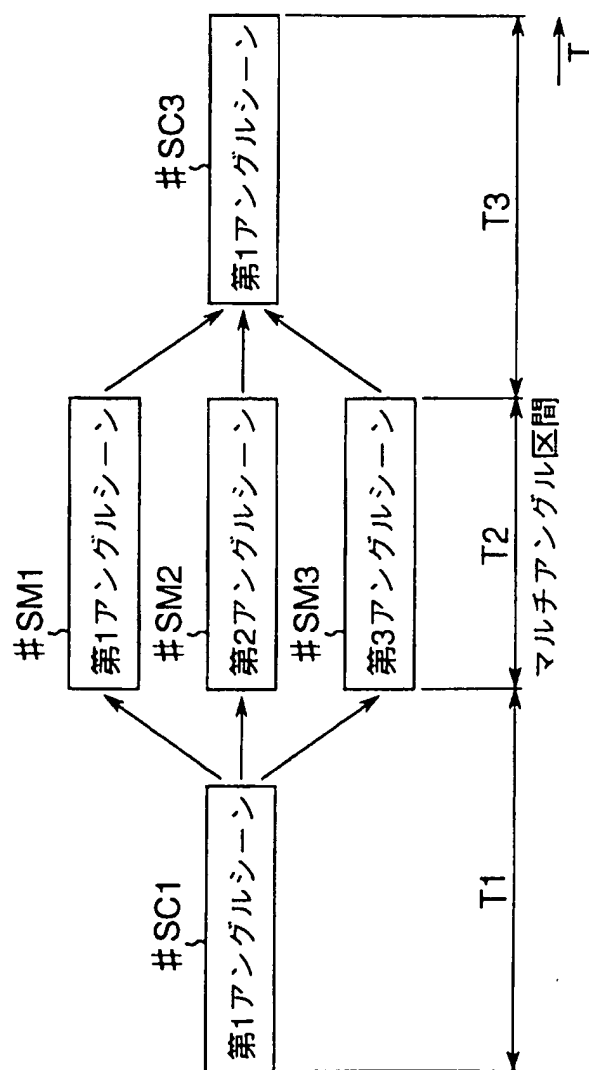 #SC1
第1アングルシーン
#SM1
第1アングルシーン
#SM2
第2アングルシーン
#SM3
第3アングルシーン
#SC3
第1アングルシーン
T1
T2
T3
マルチアングル区間
T